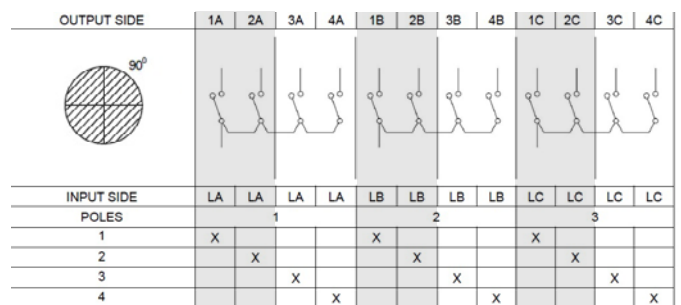 OUTPUT SIDE 1A 2A 3A 4A 1B 2B 3B 4B 1C 2C 3C 4C
90⁰
INPUT SIDE LA LA LA LA LB LB LB LB LC LC LC LC
POLES 1 2 3
1 X X X
2 X X X
3 X X X
4 X X X